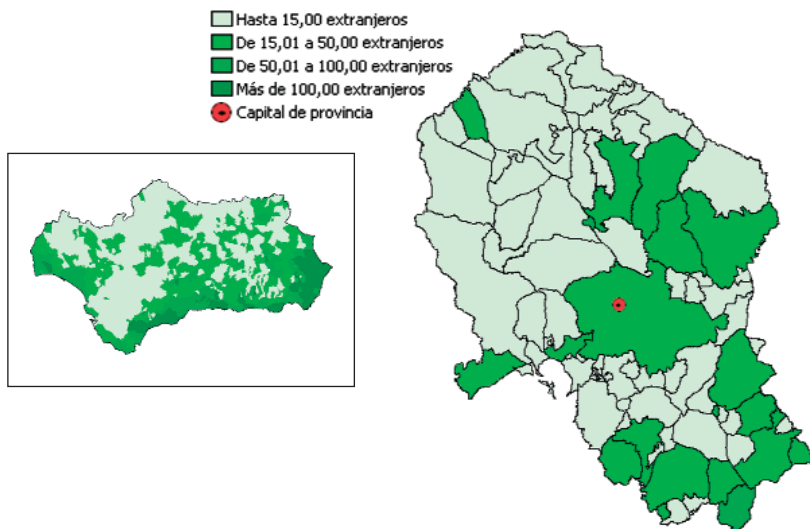 Hasta 15,00 extranjeros
De 15,01 a 50,00 extranjeros
De 50,01 a 100,00 extranjeros
Más de 100,00 extranjeros
Capital de provincia